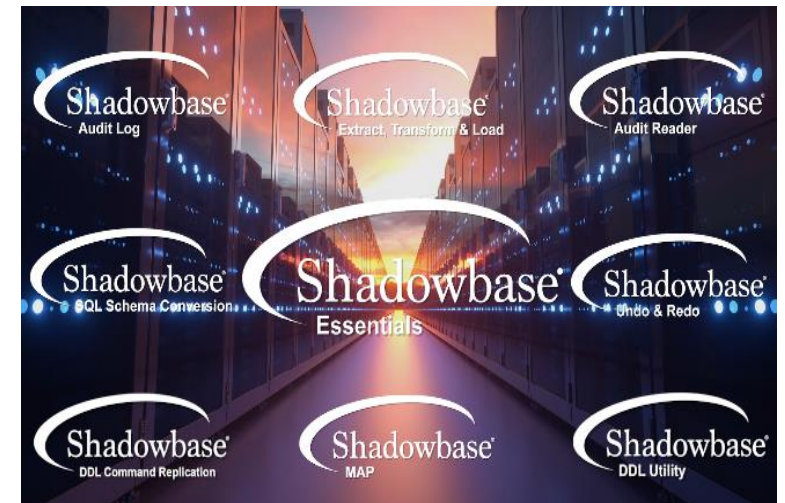 Shadowbase®
Audit Log
Shadowbase®
Extract, Transform & Load
Shadowbase®
Audit Reader
Shadowbase®
SQL Schema Conversion
Shadowbase®
Essentials
Shadowbase®
Undo & Redo
Shadowbase®
DDL Command Replication
Shadowbase®
MAP
Shadowbase®
DDL Utility